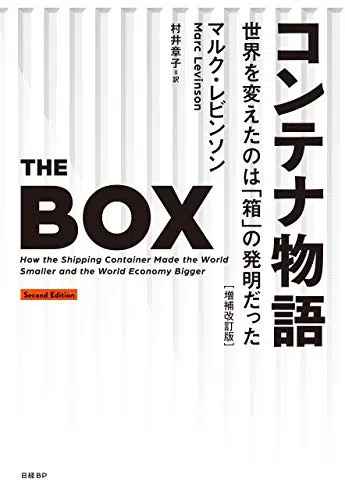 コンテナ物語
世界を変えたのは「箱」の発明だった
[増補改訂版]
マルク・レビンソン
Marc Levinson
村井章子=訳
THE
BOX
How the Shipping Container Made the World
Smaller and the World Economy Bigger
Second Edition
日経BP